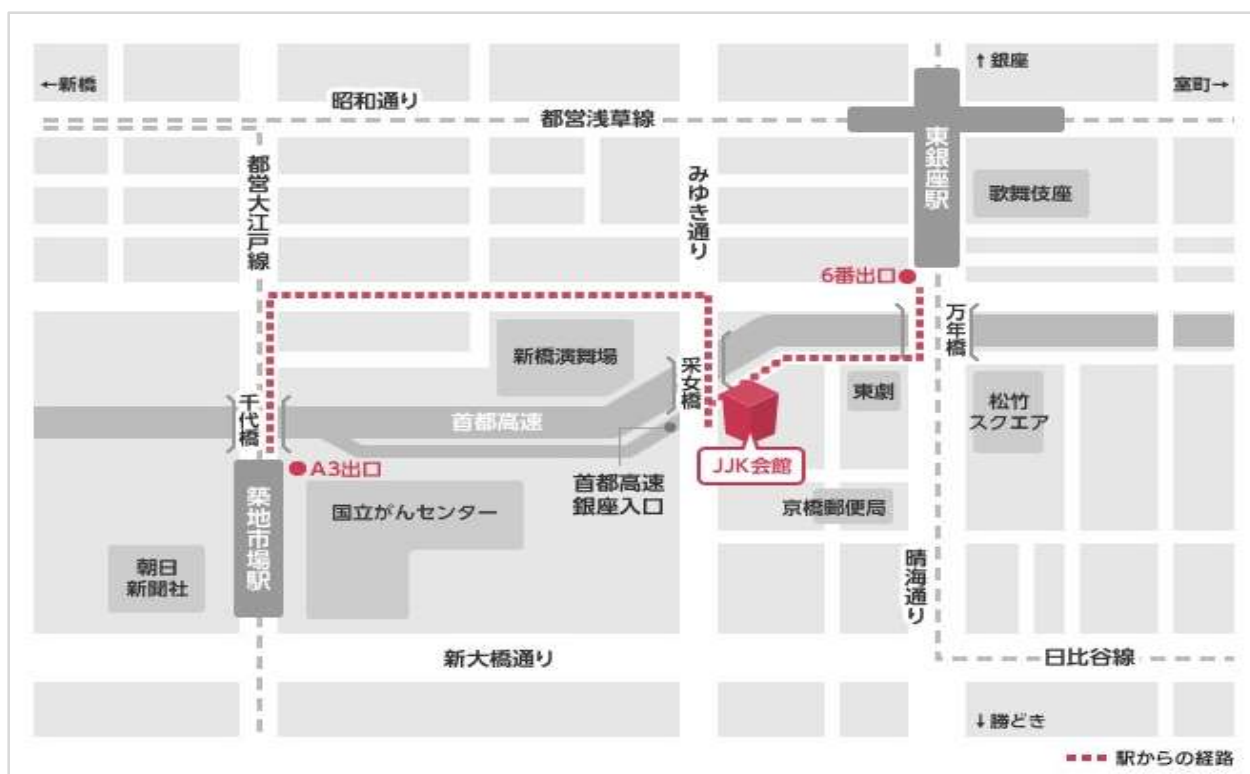 ↑銀座
←新橋
室町→
昭和通り
都営浅草線
東銀座駅
都営大江戸線
みゆき通り
歌舞伎座
6番出口
万年橋
新橋演舞場
采女橋
東劇
松竹
スクエア
千代橋
首都高速
JJK会館
A3出口
首都高速
銀座入口
築地市場駅
国立がんセンター
京橋郵便局
朝日
新聞社
晴海通り
新大橋通り
日比谷線
↓勝どき
駅からの経路